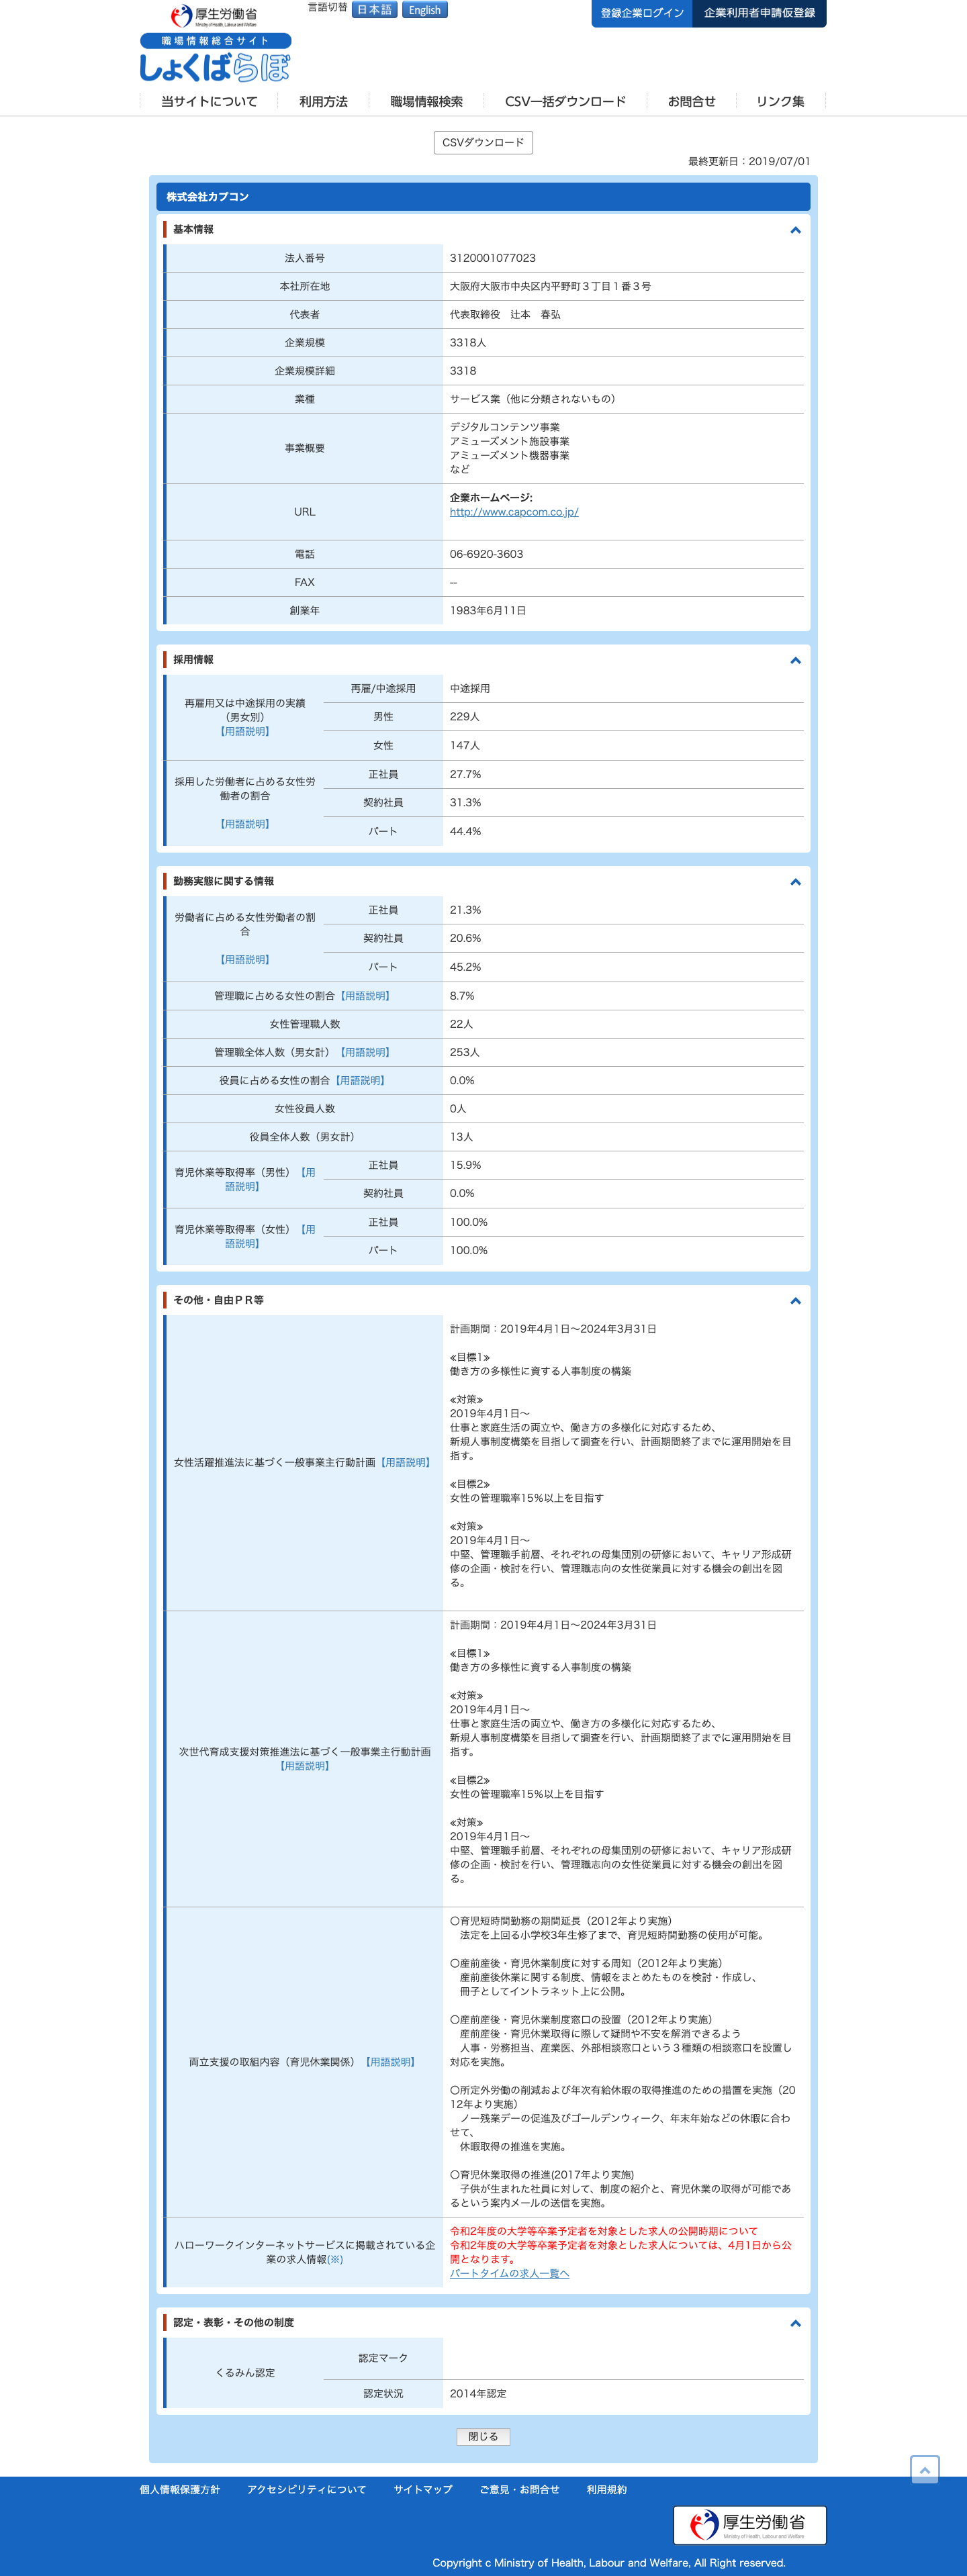 厚生労働省
Ministry of Health, Labour and Welfare
言語切替
日本語
English
登録企業ログイン
企業利用者申請仮登録
職場情報総合サイト
しょくばらぼ
当サイトについて
利用方法
職場情報検索
CSV一括ダウンロード
お問合せ
リンク集
CSVダウンロード
最終更新日：2019/07/01
株式会社カプコン
基本情報
法人番号
3120001077023
本社所在地
大阪府大阪市中央区内平野町３丁目１番３号
代表者
代表取締役　辻本　春弘
企業規模
3318人
企業規模詳細
3318
業種
サービス業（他に分類されないもの）
事業概要
デジタルコンテンツ事業
アミューズメント施設事業
アミューズメント機器事業
など
URL
企業ホームページ:
http://www.capcom.co.jp/
電話
06-6920-3603
FAX
--
創業年
1983年6月11日
採用情報
再雇用又は中途採用の実績
（男女別）
【用語説明】
再雇/中途採用
中途採用
男性
229人
女性
147人
採用した労働者に占める女性労
働者の割合
【用語説明】
正社員
27.7%
契約社員
31.3%
パート
44.4%
勤務実態に関する情報
労働者に占める女性労働者の割
合
【用語説明】
正社員
21.3%
契約社員
20.6%
パート
45.2%
管理職に占める女性の割合【用語説明】
8.7%
女性管理職人数
22人
管理職全体人数（男女計）【用語説明】
253人
役員に占める女性の割合【用語説明】
0.0%
女性役員人数
0人
役員全体人数（男女計）
13人
育児休業等取得率（男性）【用
語説明】
正社員
15.9%
契約社員
0.0%
育児休業等取得率（女性）【用
語説明】
正社員
100.0%
パート
100.0%
その他・自由ＰＲ等
女性活躍推進法に基づく一般事業主行動計画【用語説明】
計画期間：2019年4月1日～2024年3月31日
≪目標1≫
働き方の多様性に資する人事制度の構築
≪対策≫
2019年4月1日～
仕事と家庭生活の両立や、働き方の多様化に対応するため、
新規人事制度構築を目指して調査を行い、計画期間終了までに運用開始を目
指す。
≪目標2≫
女性の管理職率15％以上を目指す
≪対策≫
2019年4月1日～
中堅、管理職手前層、それぞれの母集団別の研修において、キャリア形成研
修の企画・検討を行い、管理職志向の女性従業員に対する機会の創出を図
る。
次世代育成支援対策推進法に基づく一般事業主行動計画
【用語説明】
計画期間：2019年4月1日～2024年3月31日
≪目標1≫
働き方の多様性に資する人事制度の構築
≪対策≫
2019年4月1日～
仕事と家庭生活の両立や、働き方の多様化に対応するため、
新規人事制度構築を目指して調査を行い、計画期間終了までに運用開始を目
指す。
≪目標2≫
女性の管理職率15％以上を目指す
≪対策≫
2019年4月1日～
中堅、管理職手前層、それぞれの母集団別の研修において、キャリア形成研
修の企画・検討を行い、管理職志向の女性従業員に対する機会の創出を図
る。
両立支援の取組内容（育児休業関係）【用語説明】
〇育児短時間勤務の期間延長（2012年より実施）
　法定を上回る小学校3年生修了まで、育児短時間勤務の使用が可能。
〇産前産後・育児休業制度に対する周知（2012年より実施）
　産前産後休業に関する制度、情報をまとめたものを検討・作成し、
　冊子としてイントラネット上に公開。
〇産前産後・育児休業制度窓口の設置（2012年より実施）
　産前産後・育児休業取得に際して疑問や不安を解消できるよう
　人事・労務担当、産業医、外部相談窓口という３種類の相談窓口を設置し
対応を実施。
〇所定外労働の削減および年次有給休暇の取得推進のための措置を実施（20
12年より実施）
　ノー残業デーの促進及びゴールデンウィーク、年末年始などの休暇に合わ
せて、
　休暇取得の推進を実施。
〇育児休業取得の推進(2017年より実施)
　子供が生まれた社員に対して、制度の紹介と、育児休業の取得が可能であ
るという案内メールの送信を実施。
ハローワークインターネットサービスに掲載されている企
業の求人情報(※)
令和2年度の大学等卒業予定者を対象とした求人の公開時期について
令和2年度の大学等卒業予定者を対象とした求人については、4月1日から公
開となります。
パートタイムの求人一覧へ
認定・表彰・その他の制度
くるみん認定
認定マーク
認定状況
2014年認定
閉じる
個人情報保護方針
アクセシビリティについて
サイトマップ
ご意見・お問合せ
利用規約
厚生労働省
Ministry of Health, Labour and Welfare
Copyright c Ministry of Health, Labour and Welfare, All Right reserved.